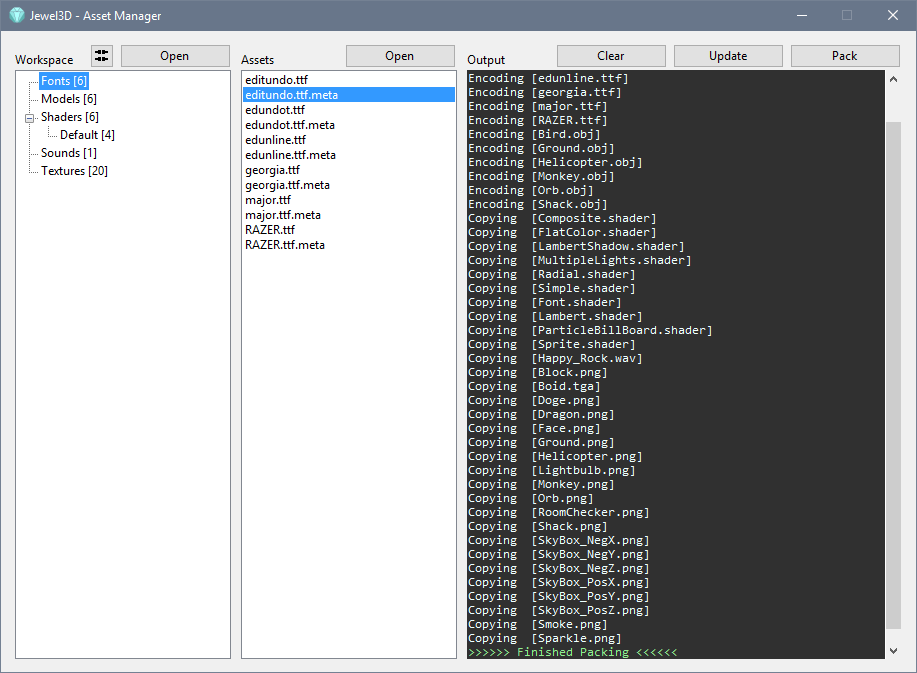 Jewel3D - Asset Manager
Workspace
Open
Assets
Open
Output
Clear
Update
Pack
Fonts [6]
Models [6]
Shaders [6]
Default [4]
Sounds [1]
Textures [20]
editundo.ttf
editundo.ttf.meta
edundot.ttf
edundot.ttf.meta
edunline.ttf
edunline.ttf.meta
georgia.ttf
georgia.ttf.meta
major.ttf
major.ttf.meta
RAZER.ttf
RAZER.ttf.meta
Encoding [edunline.ttf]
Encoding [georgia.ttf]
Encoding [major.ttf]
Encoding [RAZER.ttf]
Encoding [Bird.obj]
Encoding [Ground.obj]
Encoding [Helicopter.obj]
Encoding [Monkey.obj]
Encoding [Orb.obj]
Encoding [Shack.obj]
Copying  [Composite.shader]
Copying  [FlatColor.shader]
Copying  [LambertShadow.shader]
Copying  [MultipleLights.shader]
Copying  [Radial.shader]
Copying  [Simple.shader]
Copying  [Font.shader]
Copying  [Lambert.shader]
Copying  [ParticleBillBoard.shader]
Copying  [Sprite.shader]
Copying  [Happy_Rock.wav]
Copying  [Block.png]
Copying  [Boid.tga]
Copying  [Doge.png]
Copying  [Dragon.png]
Copying  [Face.png]
Copying  [Ground.png]
Copying  [Helicopter.png]
Copying  [Lightbulb.png]
Copying  [Monkey.png]
Copying  [Orb.png]
Copying  [RoomChecker.png]
Copying  [Shack.png]
Copying  [SkyBox_NegX.png]
Copying  [SkyBox_NegY.png]
Copying  [SkyBox_NegZ.png]
Copying  [SkyBox_PosX.png]
Copying  [SkyBox_PosY.png]
Copying  [SkyBox_PosZ.png]
Copying  [Smoke.png]
Copying  [Sparkle.png]
>>>>>> Finished Packing <<<<<<